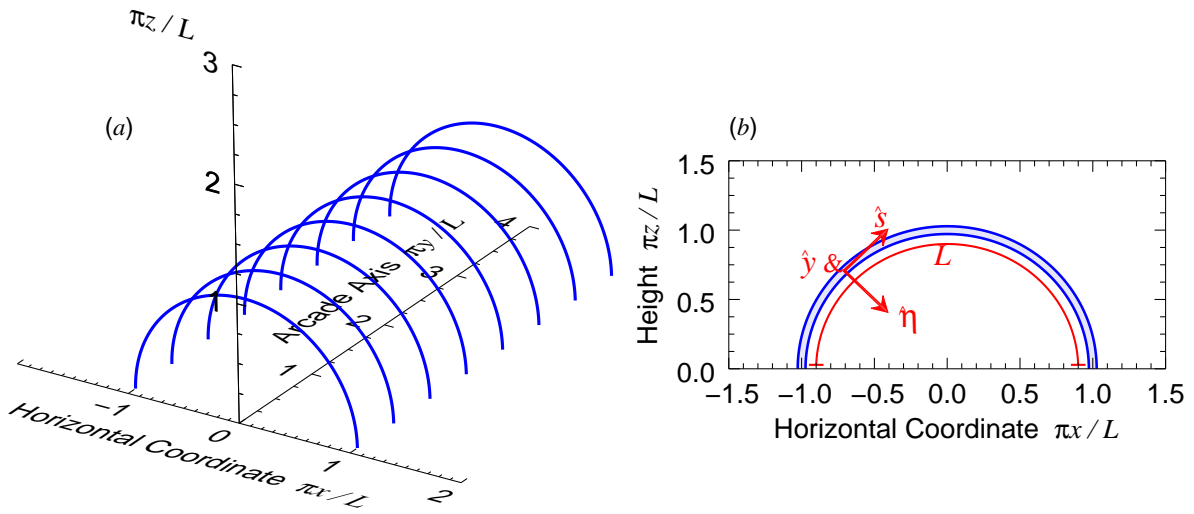 πz / L
3
(a)
2
1
4
3
2
1
Arcade Axis πy / L
−1
0
1
2
Horizontal Coordinate πx / L
(b)
1.5
1.0
0.5
0.0
Height πz / L
ŝ
ŷ &
L
η̂
−1.5 −1.0 −0.5 0.0 0.5 1.0 1.5
Horizontal Coordinate πx / L